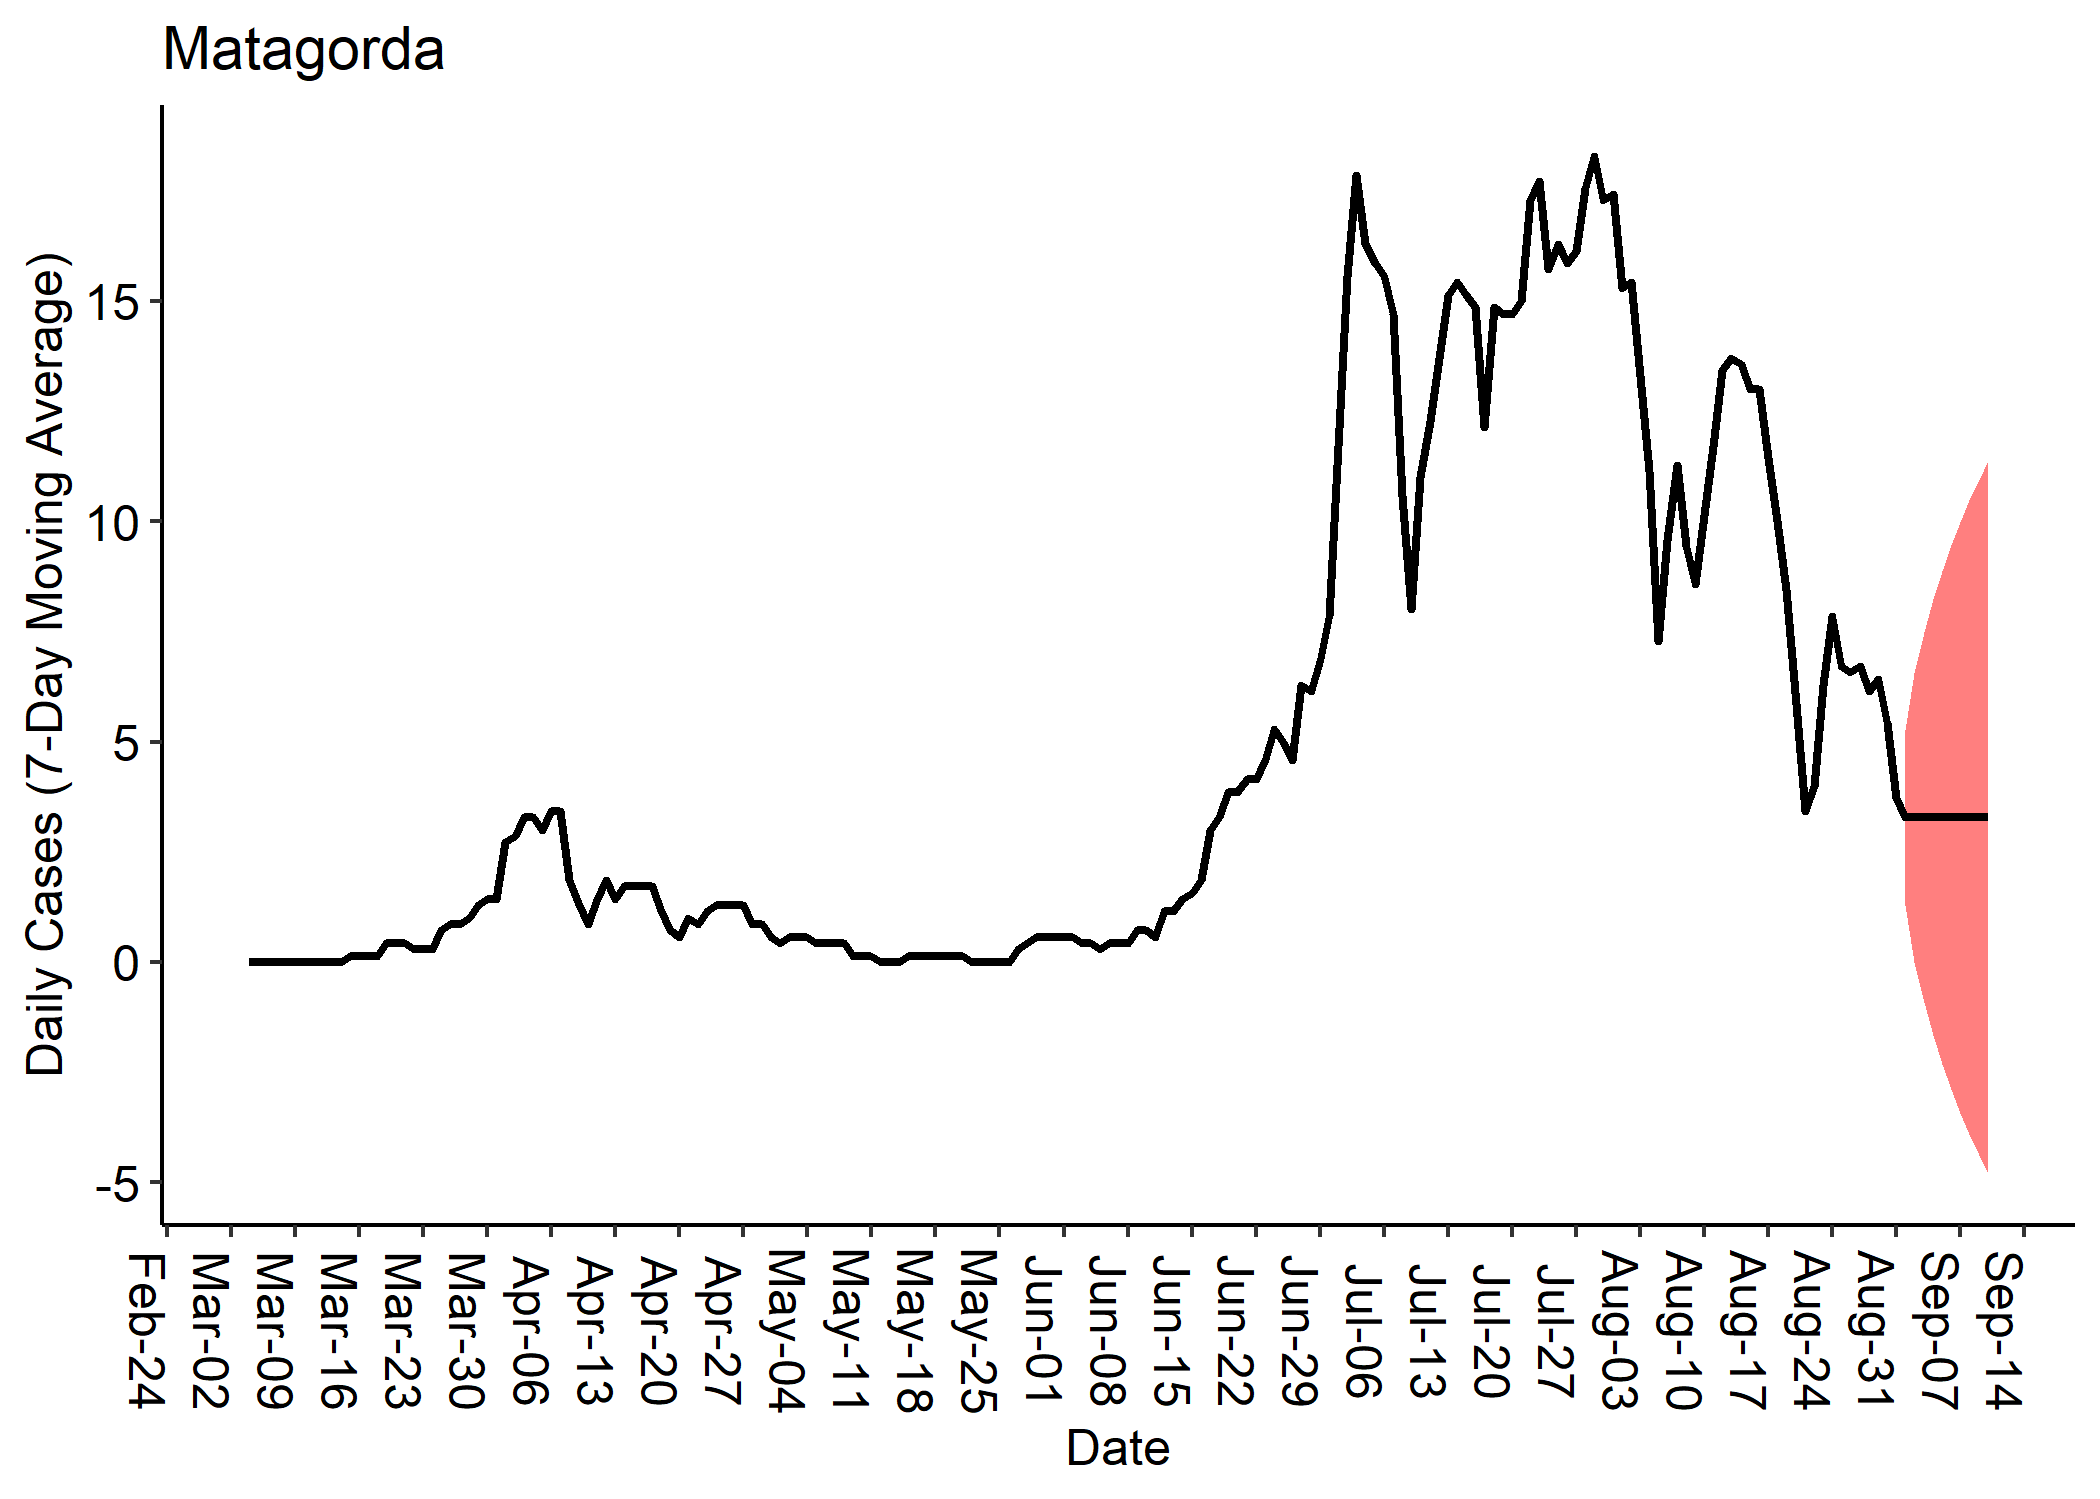 Matagorda
Daily Cases (7-Day Moving Average)
15
10
5
0
-5
Feb-24
Mar-02
Mar-09
Mar-16
Mar-23
Mar-30
Apr-06
Apr-13
Apr-20
Apr-27
May-04
May-11
May-18
May-25
Jun-01
Jun-08
Jun-15
Jun-22
Jun-29
Jul-06
Jul-13
Jul-20
Jul-27
Aug-03
Aug-10
Aug-17
Aug-24
Aug-31
Sep-07
Sep-14
Date